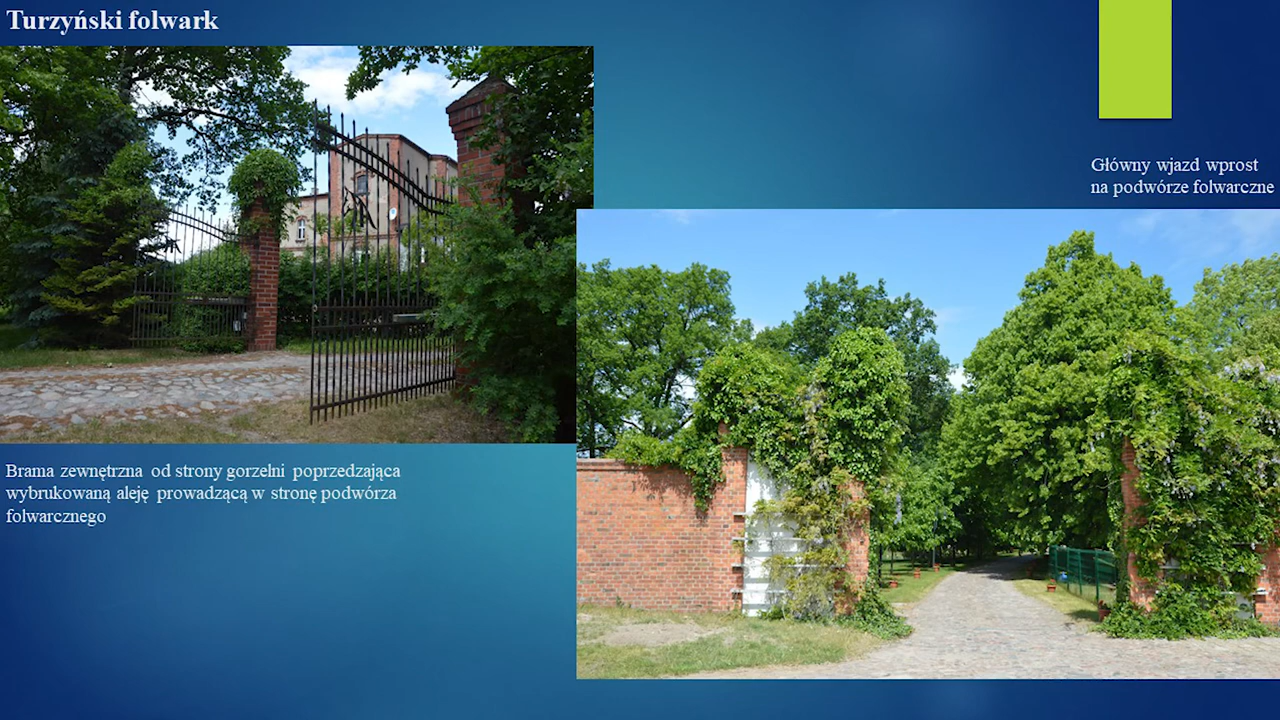 Turzyński folwark
Główny wjazd wprost
na podwórze folwarczne
Brama zewnętrzna od strony gorzelni poprzedzająca
wybrukowaną aleję prowadzącą w stronę podwórza
folwarcznego